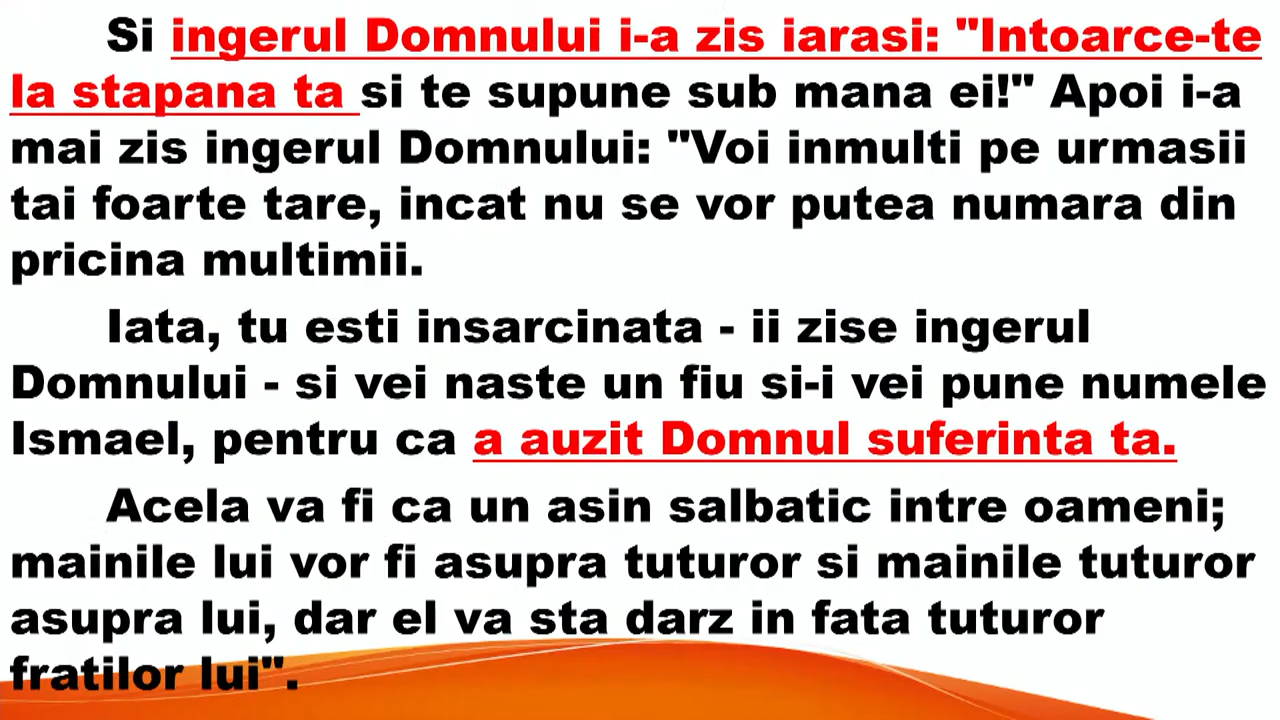 Si ingerul Domnului i-a zis iarasi: "Intoarce-te
la stapana ta si te supune sub mana ei!" Apoi i-a
mai zis ingerul Domnului: "Voi inmulti pe urmasii
tai foarte tare, incat nu se vor putea numara din
pricina multimii.
Iata, tu esti insarcinata - ii zise ingerul
Domnului - si vei naste un fiu si-i vei pune numele
Ismael, pentru ca a auzit Domnul suferinta ta.
Acela va fi ca un asin salbatic intre oameni;
mainile lui vor fi asupra tuturor si mainile tuturor
asupra lui, dar el va sta darz in fata tuturor
fratilor lui".